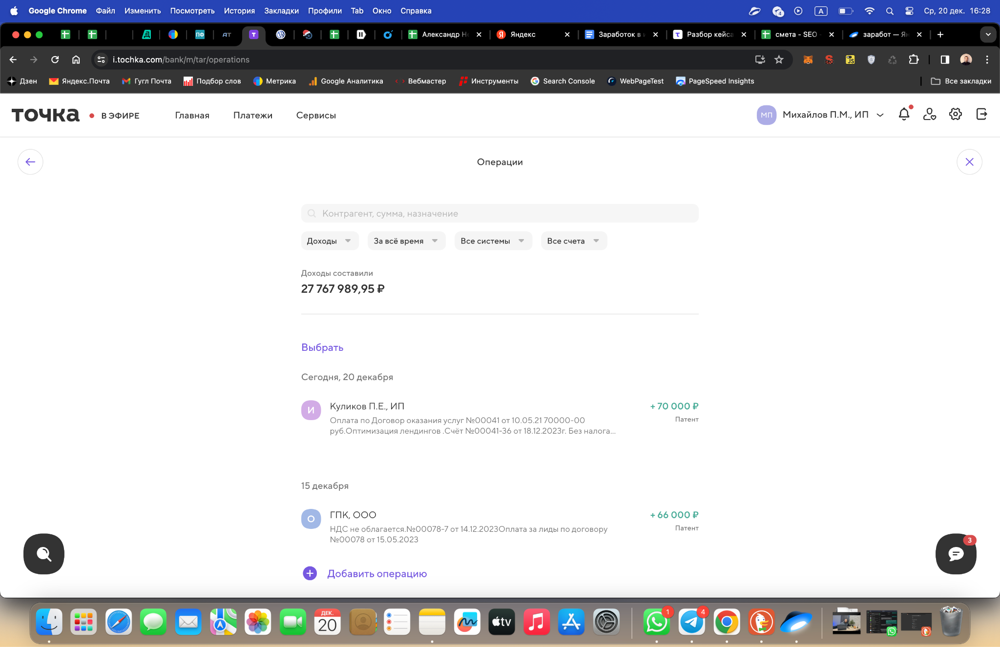 Google Chrome Файл Изменить Посмотреть История Закладки Профили Tab Окно Справка
4
A
Ср, 20 дек. 16:28
ПФ
АТ
Т
Александр Не
Яндекс
Заработок в и
Разбор кейса
смета - SEO -
заработ — Ян
i.tochka.com/bank/m/tar/operations
SEO
JS
Дзен Яндекс.Почта Гугл Почта Подбор слов Метрика Google Аналитика Вебмастер Инструменты Search Console WebPageTest PageSpeed Insights Все закладки
точка В ЭФИРЕ Главная Платежи Сервисы МП Михайлов П.М., ИП
Операции
Контрагент, сумма, назначение
Доходы За всё время Все системы Все счета
Доходы составили
27 767 989,95 ₽
Выбрать
Сегодня, 20 декабря
И
Куликов П.Е., ИП + 70 000 ₽
Оплата по Договор оказания услуг №00041 от 10.05.21 70000-00 Патент
руб.Оптимизация лендингов .Счёт №00041-36 от 18.12.2023г. Без налога...
15 декабря
О
ГПК, ООО + 66 000 ₽
НДС не облагается.№00078-7 от 14.12.2023Оплата за лиды по договору Патент
№00078 от 15.05.2023
3
Добавить операцию
ДЕК.
20
tv
1
4